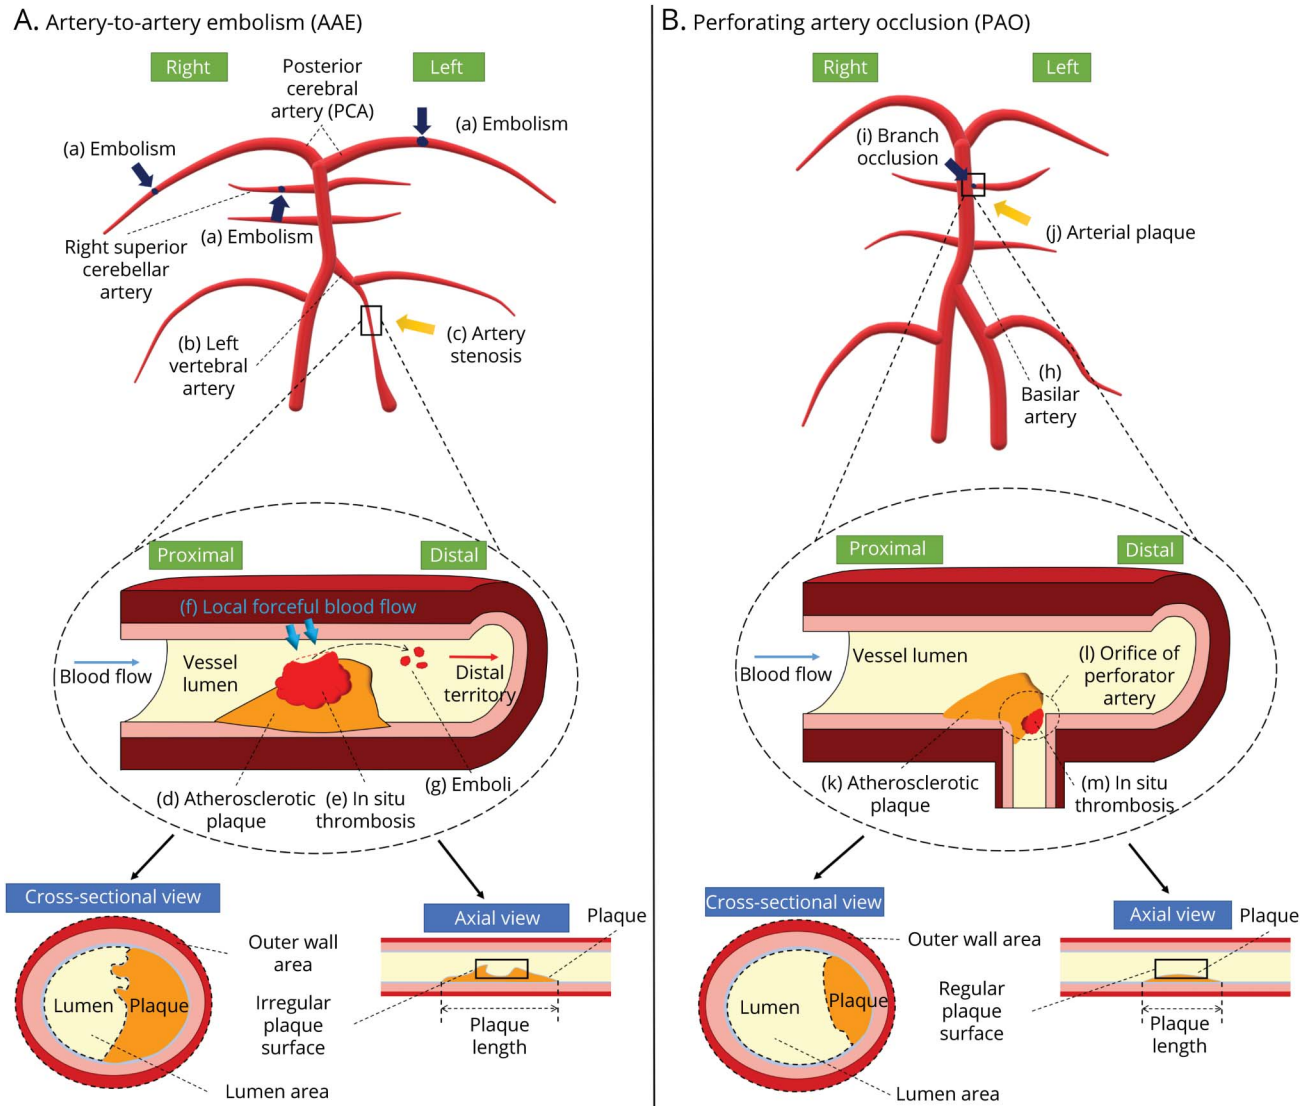 A. Artery-to-artery embolism (AAE)
Right
Posterior
cerebral
artery (PCA)
Left
(a) Embolism
(a) Embolism
(a) Embolism
Right superior
cerebellar
artery
(b) Left
vertebral
artery
(c) Artery
stenosis
Proximal
Distal
(f) Local forceful blood flow
Blood flow
Vessel
lumen
Distal
territory
(g) Emboli
(d) Atherosclerotic
plaque
(e) In situ
thrombosis
Cross-sectional view
Axial view
Plaque
Outer wall
area
Lumen
Plaque
Irregular
plaque
surface
Plaque
length
Lumen area
B. Perforating artery occlusion (PAO)
Right
Left
(i) Branch
occlusion
(j) Arterial plaque
(h)
Basilar
artery
Proximal
Distal
Blood flow
Vessel lumen
(l) Orifice of
perforator
artery
(k) Atherosclerotic
plaque
(m) In situ
thrombosis
Cross-sectional view
Axial view
Plaque
Outer wall area
Lumen
Plaque
Regular
plaque
surface
Plaque
length
Lumen area